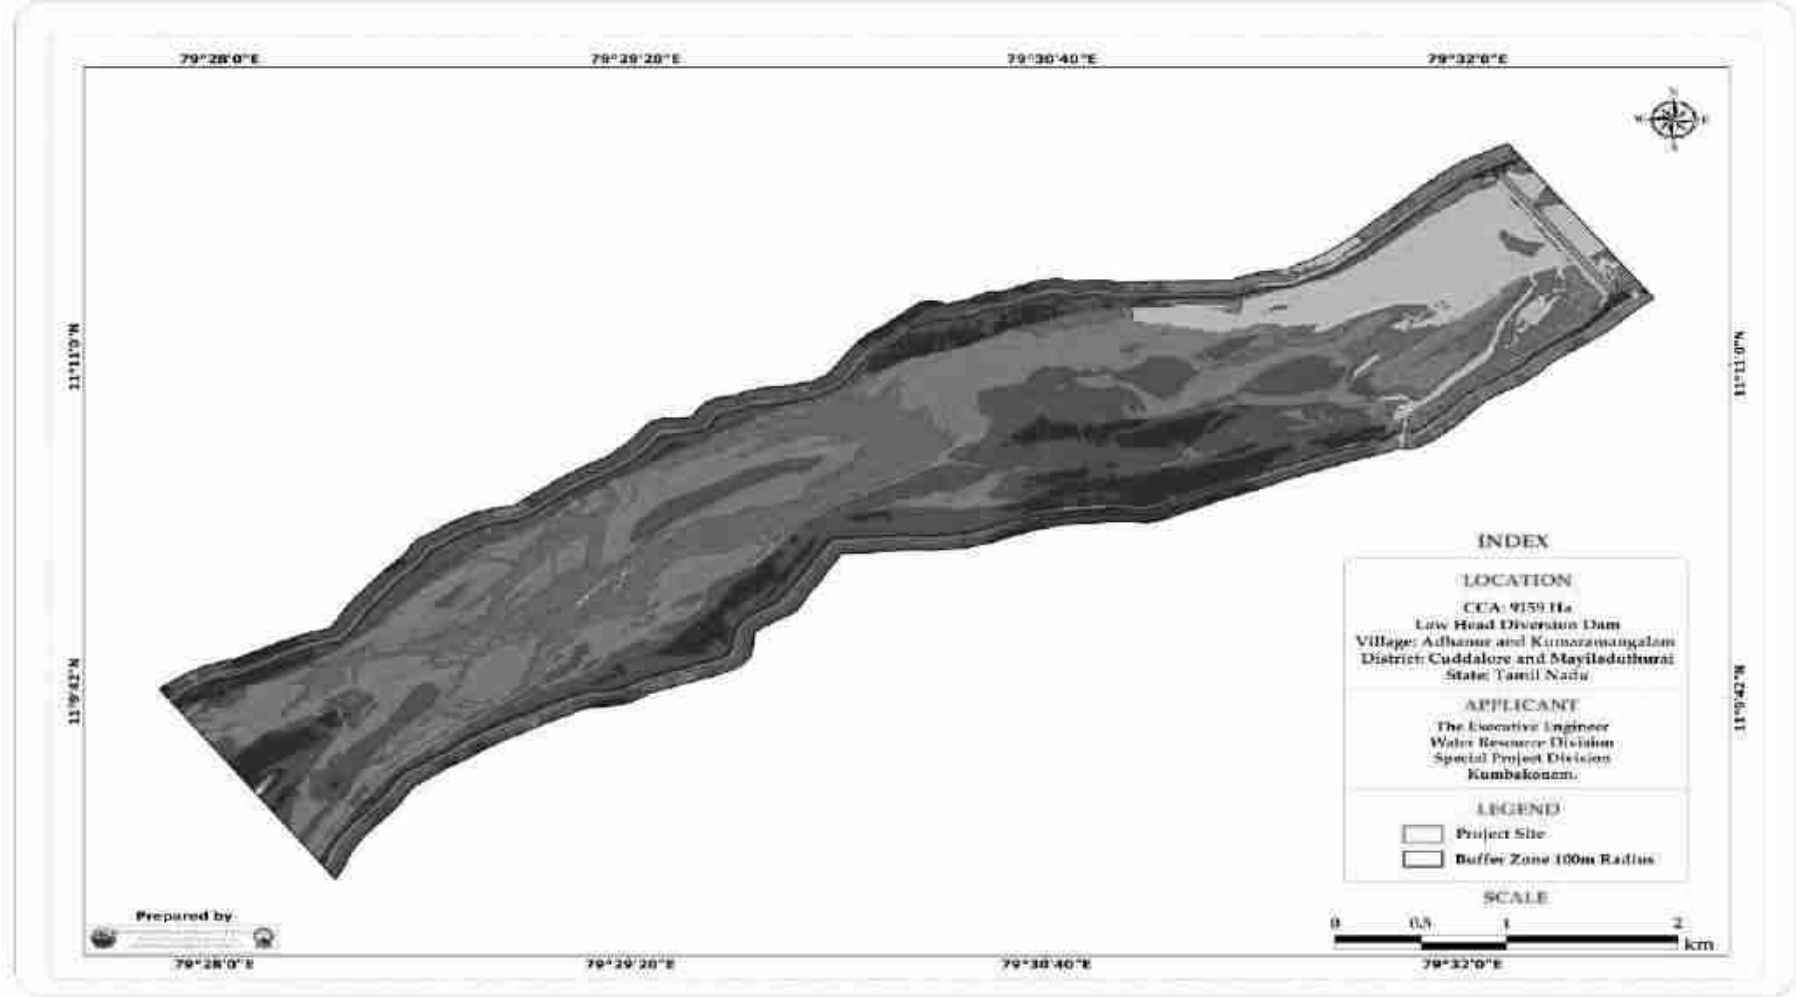 79°28'0"E 79°29'20"E 79°30'40"E 79°32'0"E
N
W E
S
11°11'0"N 11°11'0"N
11°9'42"N 11°9'42"N
INDEX
LOCATION
CCA: 9159 Ha
Low Head Diversion Dam
Village: Adhanur and Kumaramangalam
District: Cuddalore and Mayiladuthurai
State: Tamil Nadu
APPLICANT
The Executive Engineer
Water Resource Division
Special Project Division
Kumbakonam.
LEGEND
Project Site
Buffer Zone 100m Radius
SCALE
0 0.5 1 2
km
Prepared by
79°28'0"E 79°29'20"E 79°30'40"E 79°32'0"E